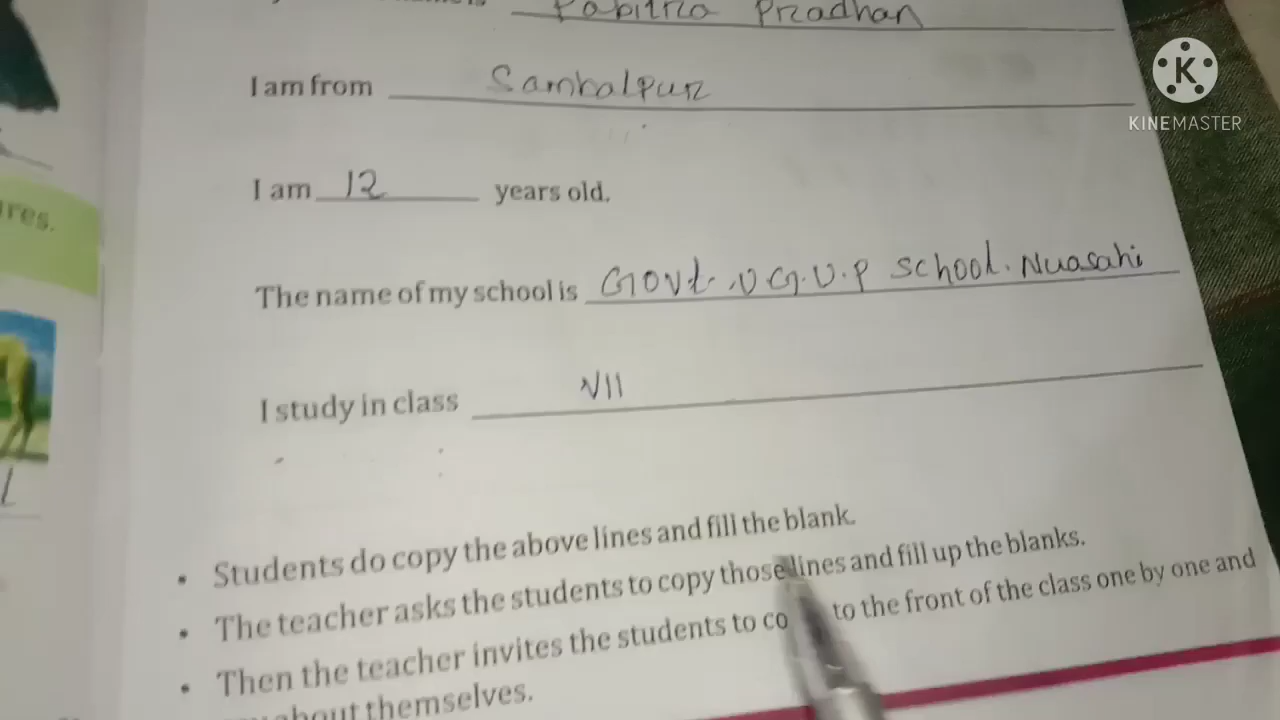 Pabitra Pradhan
I am from Sambalpur
KINEMASTER
ures.
I am 12 years old.
The name of my school is Govt. U.G.U.P School. Nuasahi
I study in class VII
• Students do copy the above lines and fill the blank.
• The teacher asks the students to copy those lines and fill up the blanks.
• Then the teacher invites the students to co to the front of the class one by one and
about themselves.